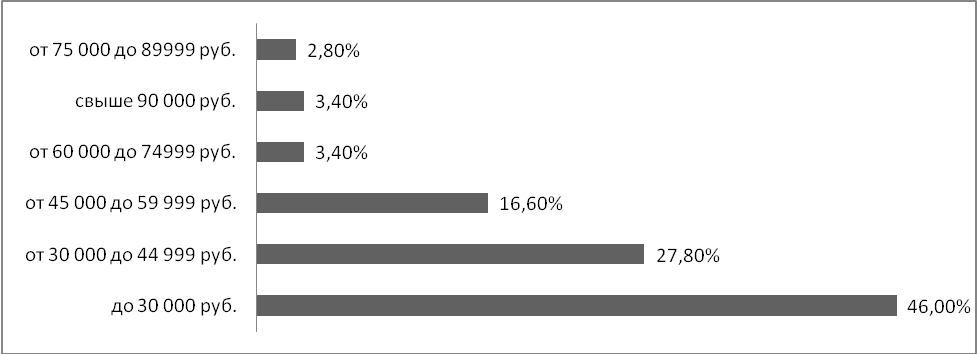 от 75 000 до 89999 руб. 2,80%
свыше 90 000 руб. 3,40%
от 60 000 до 74999 руб. 3,40%
от 45 000 до 59 999 руб. 16,60%
от 30 000 до 44 999 руб. 27,80%
до 30 000 руб. 46,00%